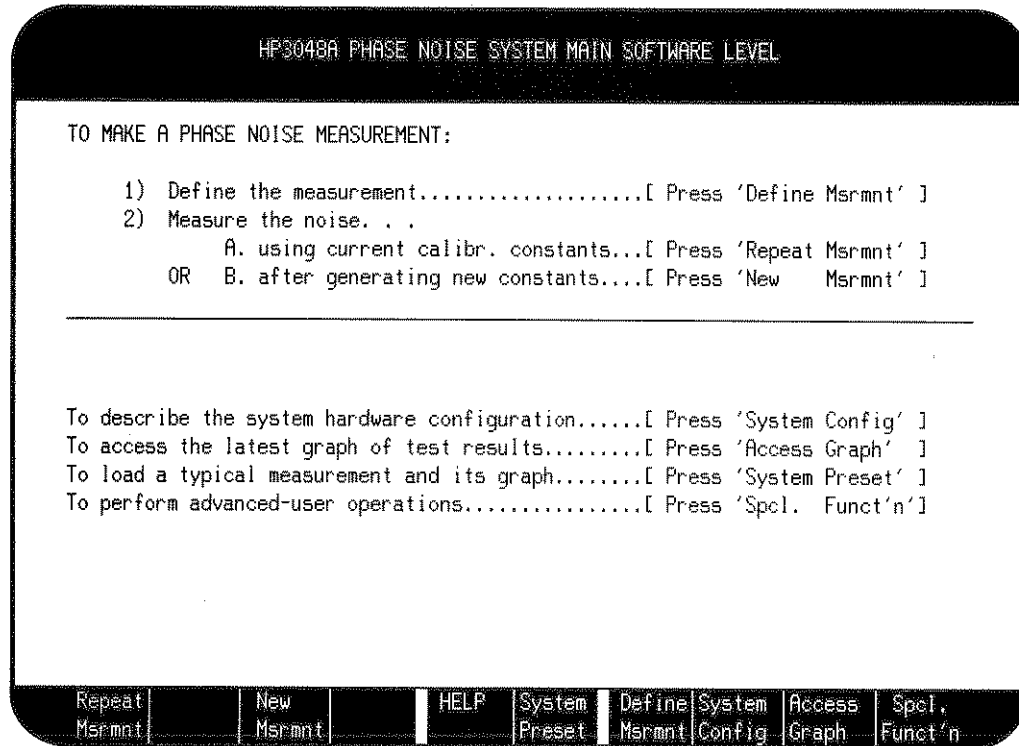 HP3048A PHASE NOISE SYSTEM MAIN SOFTWARE LEVEL
TO MAKE A PHASE NOISE MEASUREMENT:
1) Define the measurement....................[ Press 'Define Msrmnt' ]
2) Measure the noise. . .
A. using current calibr. constants...[ Press 'Repeat Msrmnt' ]
OR B. after generating new constants....[ Press 'New Msrmnt' ]
To describe the system hardware configuration......[ Press 'System Config' ]
To access the latest graph of test results.........[ Press 'Access Graph' ]
To load a typical measurement and its graph........[ Press 'System Preset' ]
To perform advanced-user operations................[ Press 'Spcl. Funct'n']
Repeat New HELP System Define System Access Spcl.
Msrmnt Msrmnt Preset Msrmnt Config Graph Funct'n